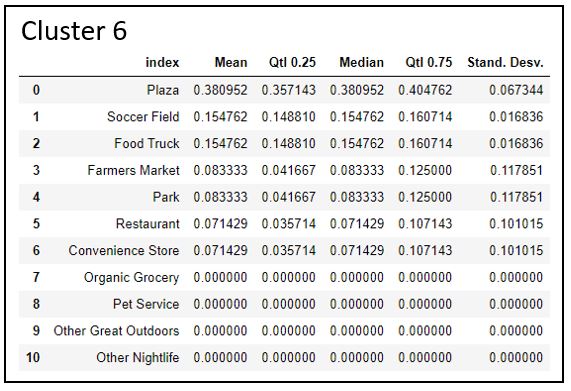 Cluster 6
index Mean Qtl 0.25 Median Qtl 0.75 Stand. Desv.
0 Plaza 0.380952 0.357143 0.380952 0.404762 0.067344
1 Soccer Field 0.154762 0.148810 0.154762 0.160714 0.016836
2 Food Truck 0.154762 0.148810 0.154762 0.160714 0.016836
3 Farmers Market 0.083333 0.041667 0.083333 0.125000 0.117851
4 Park 0.083333 0.041667 0.083333 0.125000 0.117851
5 Restaurant 0.071429 0.035714 0.071429 0.107143 0.101015
6 Convenience Store 0.071429 0.035714 0.071429 0.107143 0.101015
7 Organic Grocery 0.000000 0.000000 0.000000 0.000000 0.000000
8 Pet Service 0.000000 0.000000 0.000000 0.000000 0.000000
9 Other Great Outdoors 0.000000 0.000000 0.000000 0.000000 0.000000
10 Other Nightlife 0.000000 0.000000 0.000000 0.000000 0.000000